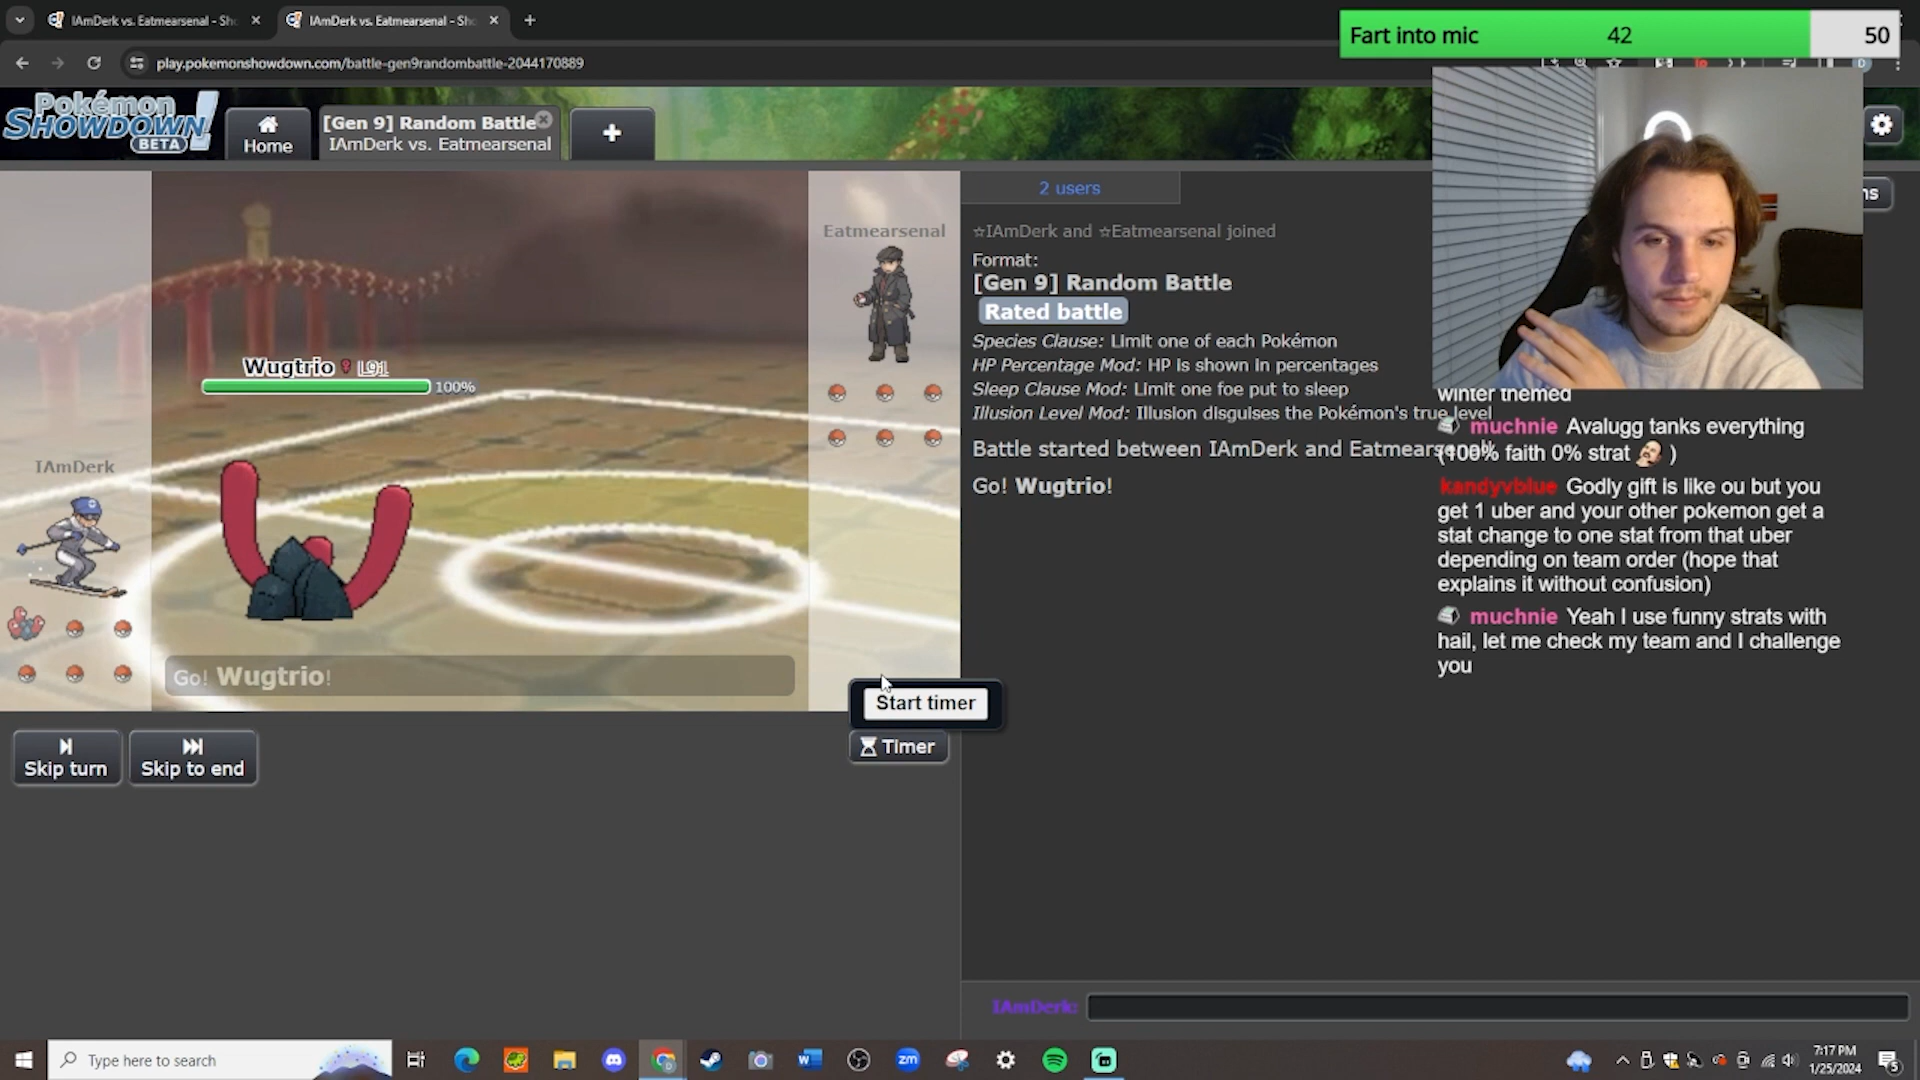 IAmDerk vs. Eatmearsenal - Sh
IAmDerk vs. Eatmearsenal - Sho
play.pokemonshowdown.com/battle-gen9randombattle-2044170889
Fart into mic 42 50
Pokémon
SHOWDOWN!
BETA
Home
[Gen 9] Random Battle
IAmDerk vs. Eatmearsenal
2 users
ns
☆IAmDerk and ☆Eatmearsenal joined
Format:
[Gen 9] Random Battle
Rated battle
Species Clause: Limit one of each Pokémon
HP Percentage Mod: HP is shown in percentages
Sleep Clause Mod: Limit one foe put to sleep
Illusion Level Mod: Illusion disguises the Pokémon's true level
Battle started between IAmDerk and Eatmearsenal!
Go! Wugtrio!
Eatmearsenal
Wugtrio L91
100%
IAmDerk
Go! Wugtrio!
Start timer
Timer
Skip turn
Skip to end
winter themed
muchnie Avalugg tanks everything
(100% faith 0% strat )
kandyvblue Godly gift is like ou but you
get 1 uber and your other pokemon get a
stat change to one stat from that uber
depending on team order (hope that
explains it without confusion)
muchnie Yeah I use funny strats with
hail, let me check my team and I challenge
you
IAmDerk:
Type here to search
zm
7:17 PM
1/25/2024
5